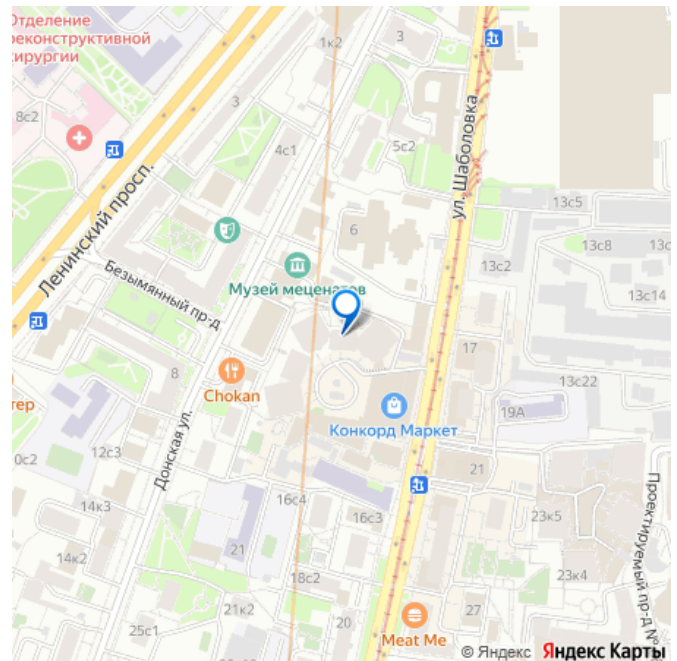 Отделение
реконструктивной
хирургии
8с2
1к2
3
3
4с1
5с2
ул. Шаболовка
Ленинский просп.
Безымянный пр-д
6
13с5
13с8
13с2
13с14
Музей меценатов
8
Chokan
17
13с22
Конкорд Маркет
19А
Донская ул.
12с3
21
14к3
16с4
16с3
23к5
14к2
21
18с2
23к4
Проектируемый пр-д №
21к2
27
25с1
Meat Me
© Яндекс Яндекс Карты